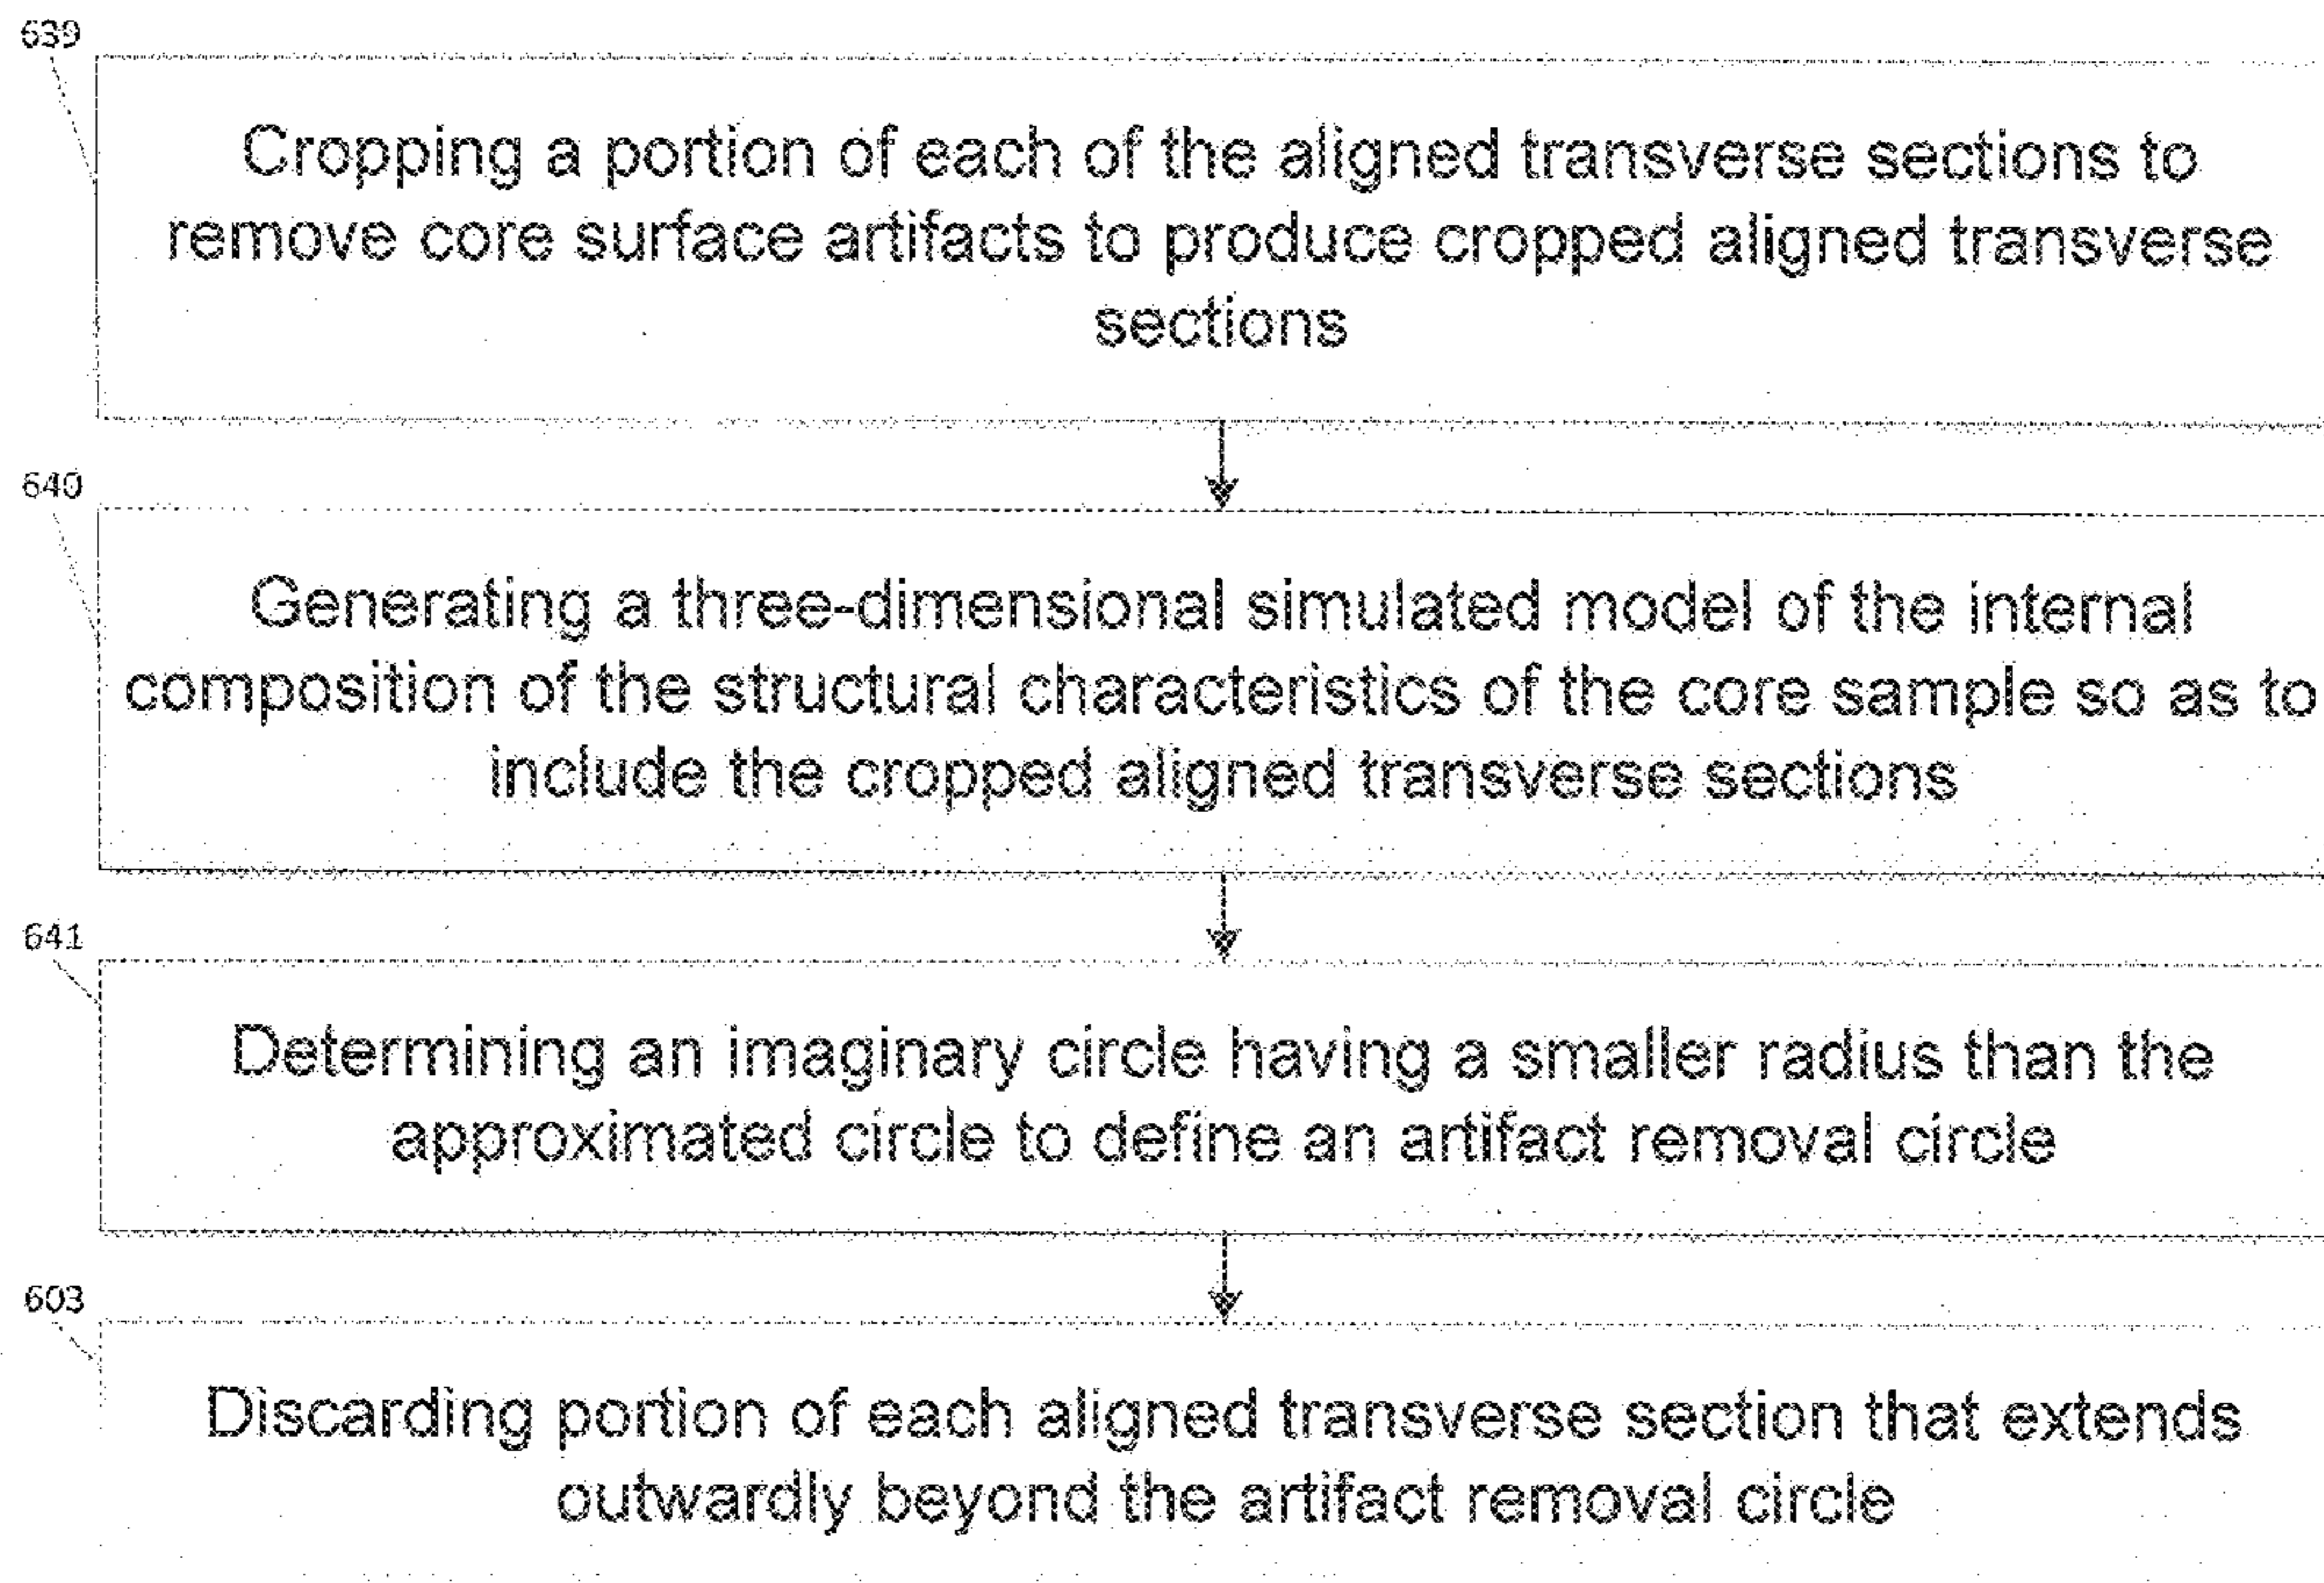 639
Cropping a portion of each of the aligned transverse sections to
remove core surface artifacts to produce cropped aligned transverse
sections
640
Generating a three-dimensional simulated model of the internal
composition of the structural characteristics of the core sample so as to
include the cropped aligned transverse sections
641
Determining an imaginary circle having a smaller radius than the
approximated circle to define an artifact removal circle
603
Discarding portion of each aligned transverse section that extends
outwardly beyond the artifact removal circle